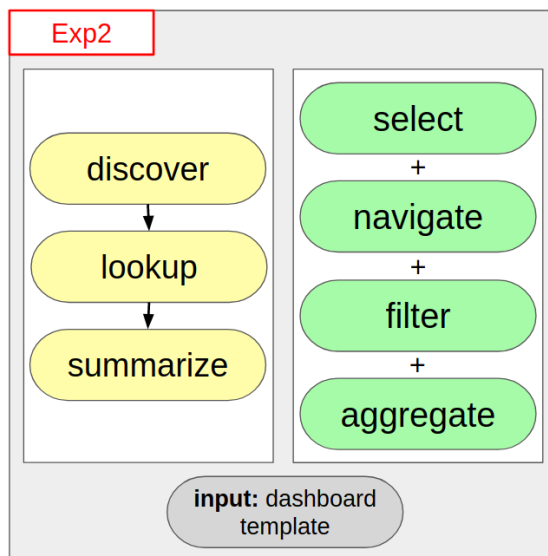 Exp2
discover
lookup
summarize
select
+
navigate
+
filter
+
aggregate
input: dashboard
template